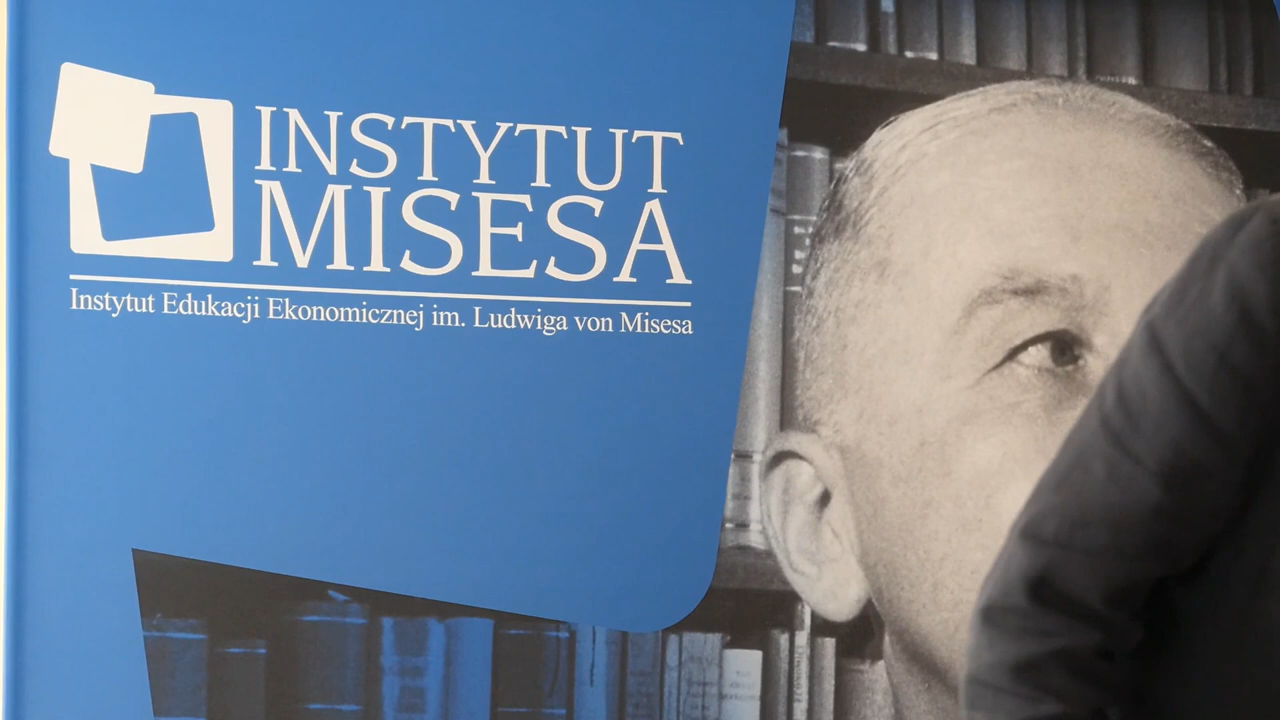 INSTYTUT
MISESA
Instytut Edukacji Ekonomicznej im. Ludwiga von Misesa